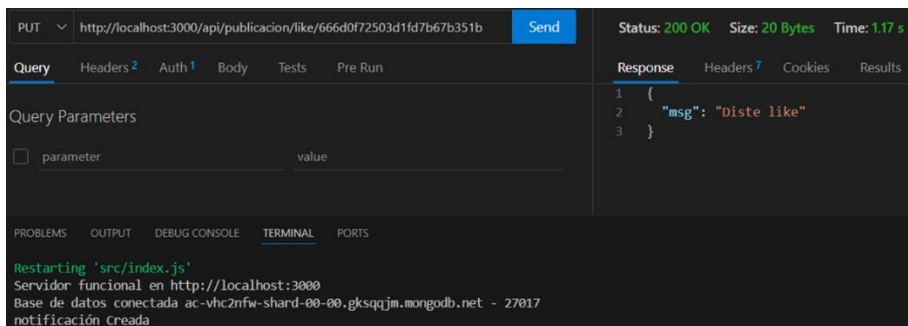 PUT http://localhost:3000/api/publicacion/like/666d0f72503d1fd7b67b351b Send
Status: 200 OK Size: 20 Bytes Time: 1.17 s
Query Headers 2 Auth 1 Body Tests Pre Run
Response Headers 7 Cookies Results
1 {
2 "msg": "Diste like"
3 }
Query Parameters
parameter value
PROBLEMS OUTPUT DEBUG CONSOLE TERMINAL PORTS
Restarting 'src/index.js'
Servidor funcional en http://localhost:3000
Base de datos conectada ac-vhc2nfw-shard-00-00.gksqqjm.mongodb.net - 27017
notificación Creada